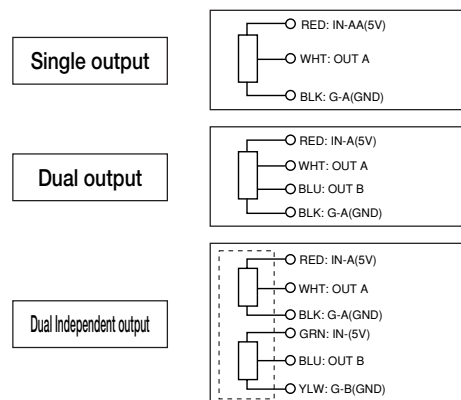 Single output
RED: IN-AA(5V)
WHT: OUT A
BLK: G-A(GND)
Dual output
RED: IN-A(5V)
WHT: OUT A
BLU: OUT B
BLK: G-A(GND)
Dual Independent output
RED: IN-A(5V)
WHT: OUT A
BLK: G-A(GND)
GRN: IN-(5V)
BLU: OUT B
YLW: G-B(GND)